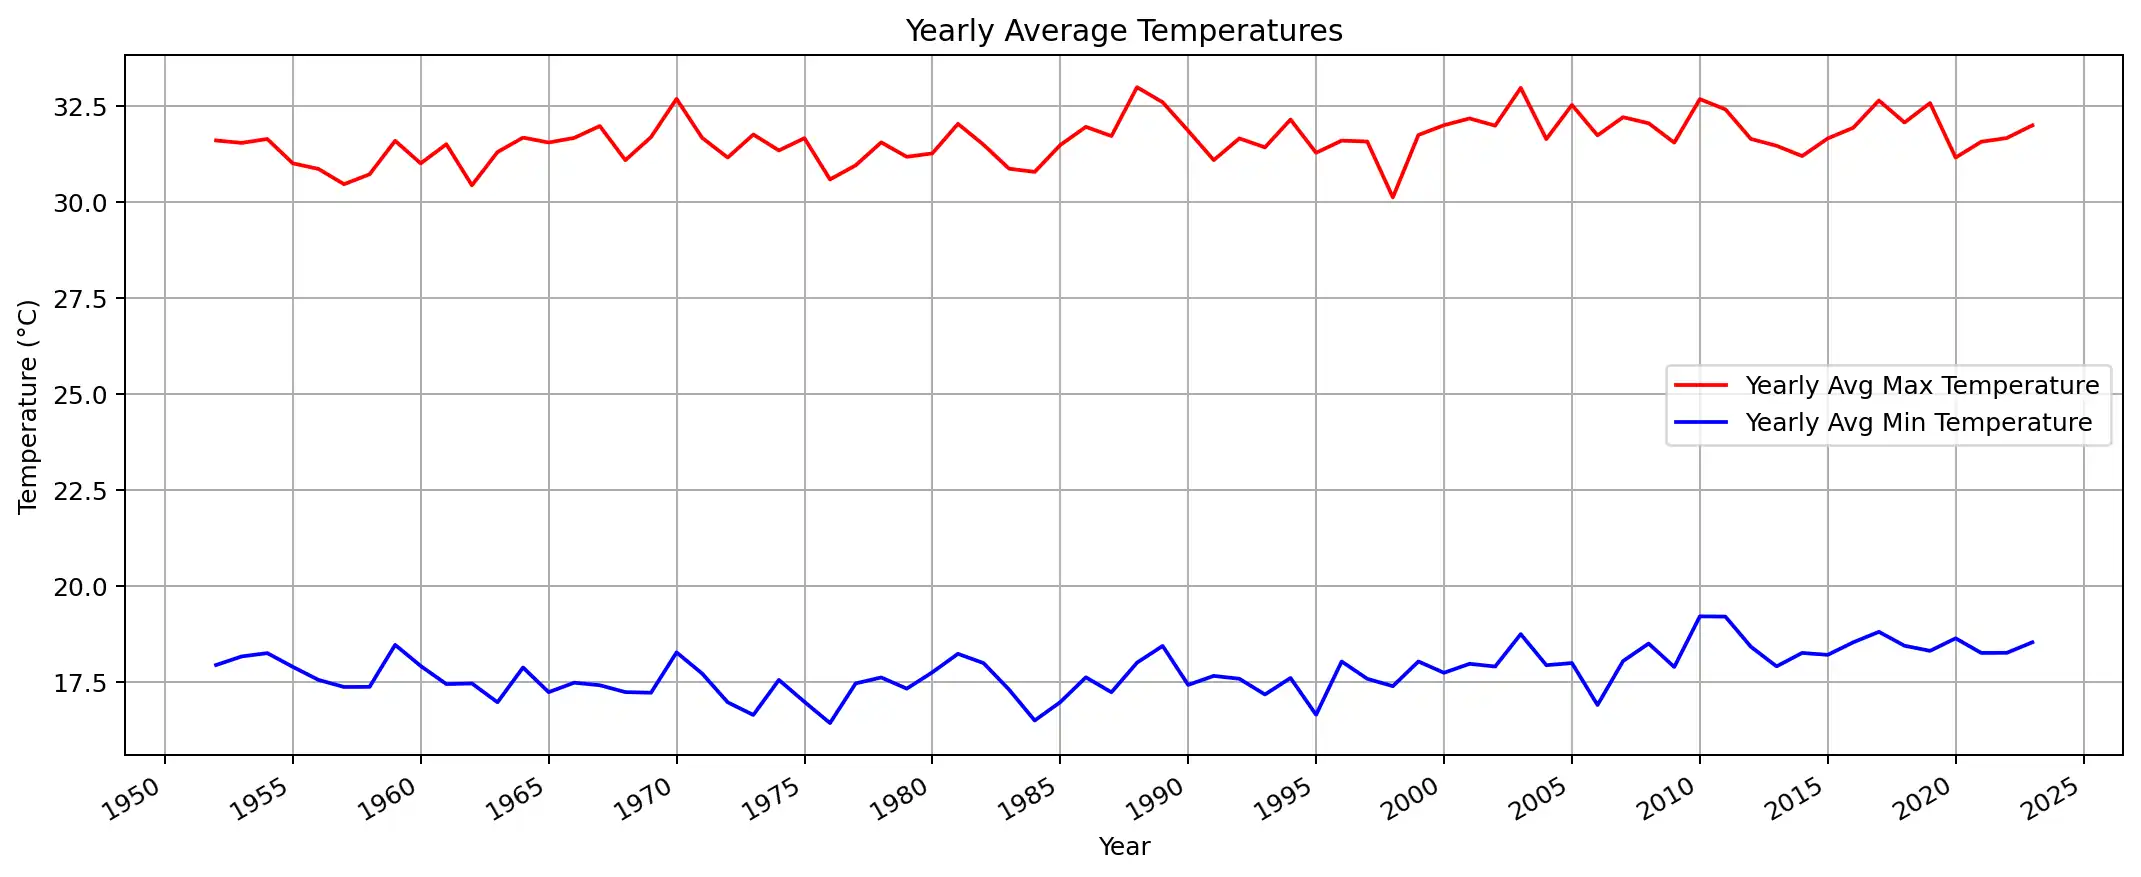 Yearly Average Temperatures
32.5
30.0
27.5
25.0
22.5
20.0
17.5
Temperature (°C)
Yearly Avg Max Temperature
Yearly Avg Min Temperature
1950 1955 1960 1965 1970 1975 1980 1985 1990 1995 2000 2005 2010 2015 2020 2025
Year